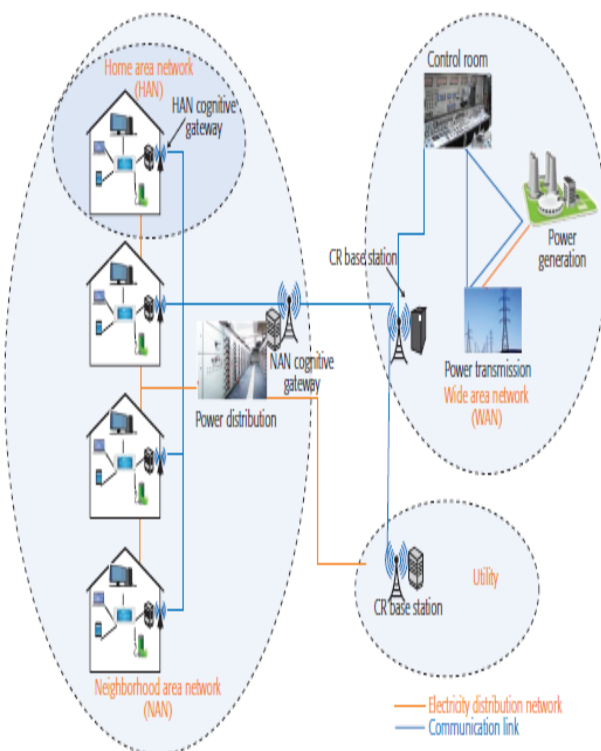 Home area network
(HAN)
HAN cognitive
gateway
Control room
CR base station
Power
generation
NAN cognitive
gateway
Power distribution
Power transmission
Wide area network
(WAN)
Utility
CR base station
Neighborhood area network
(NAN)
Electricity distribution network
Communication link